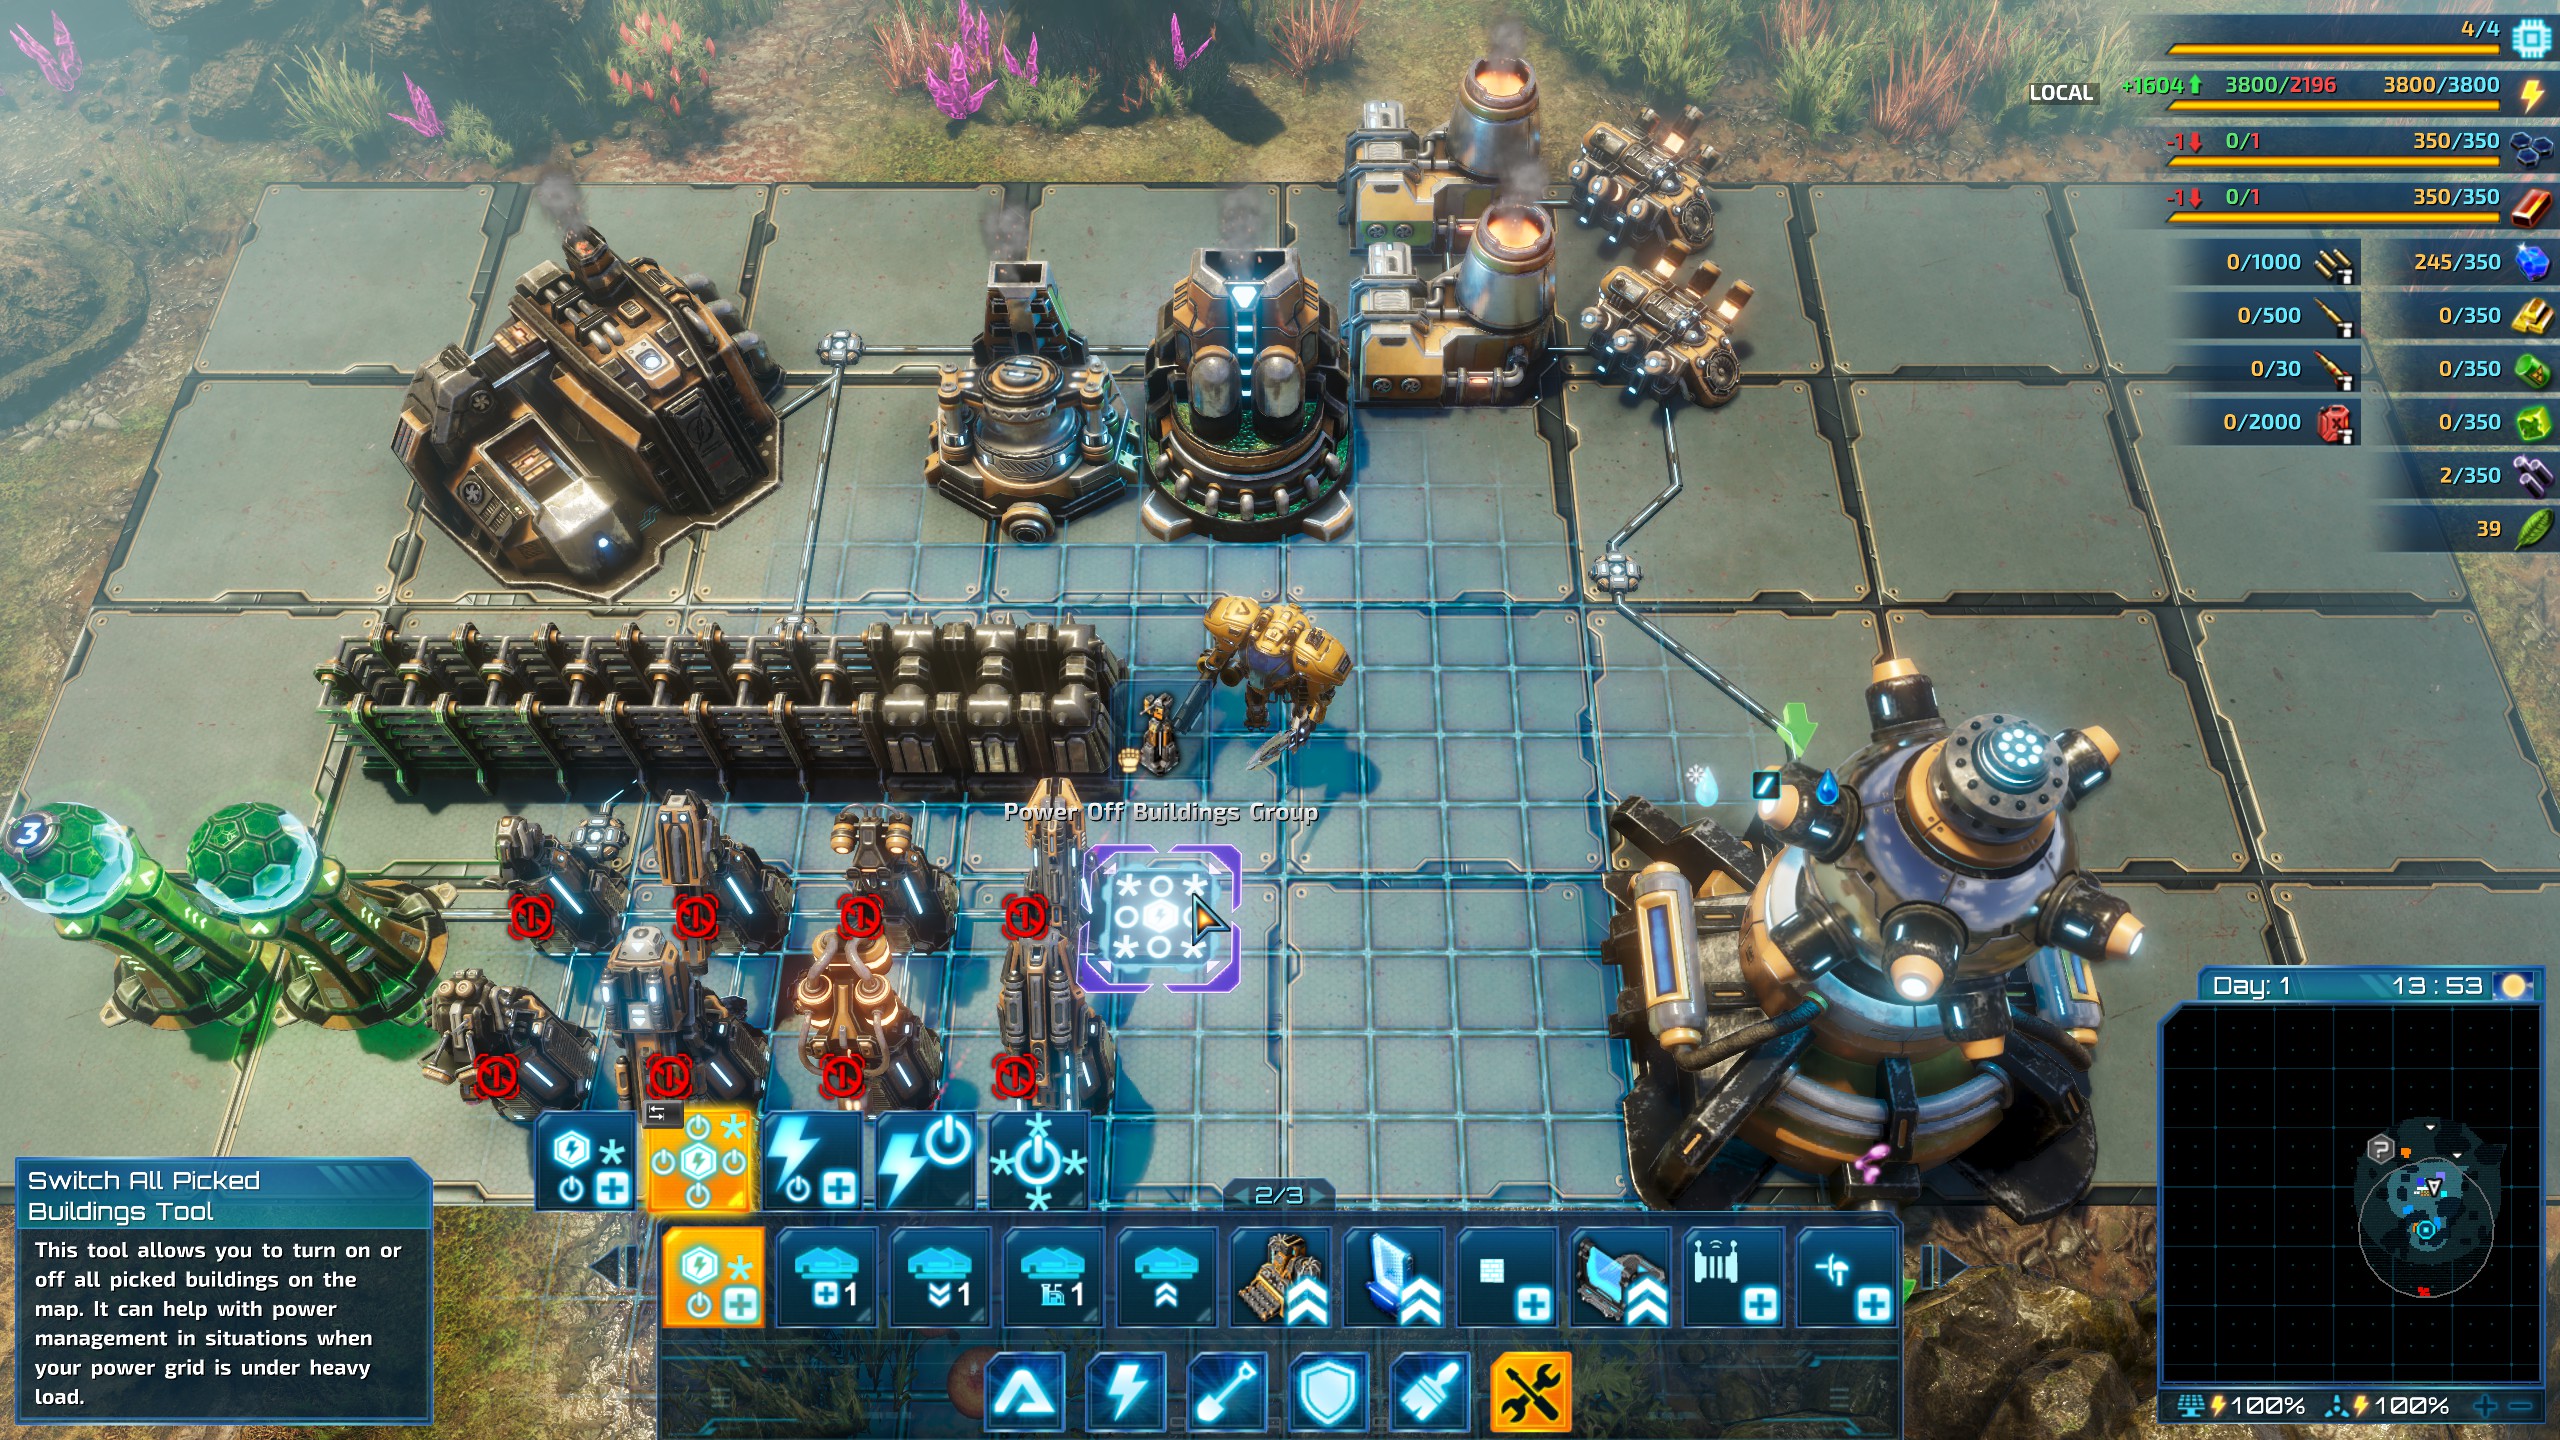 4/4
LOCAL
+1604 3800/2196 3800/3800
-1 0/1 350/350
-1 0/1 350/350
0/1000 245/350
0/500 0/350
0/30 0/350
0/2000 0/350
2/350
39
Power Off Buildings Group
3
Day: 1 13:53
Switch All Picked
Buildings Tool
This tool allows you to turn on or
off all picked buildings on the
map. It can help with power
management in situations when
your power grid is under heavy
load.
2/3
1 1 1
?
100% 100%